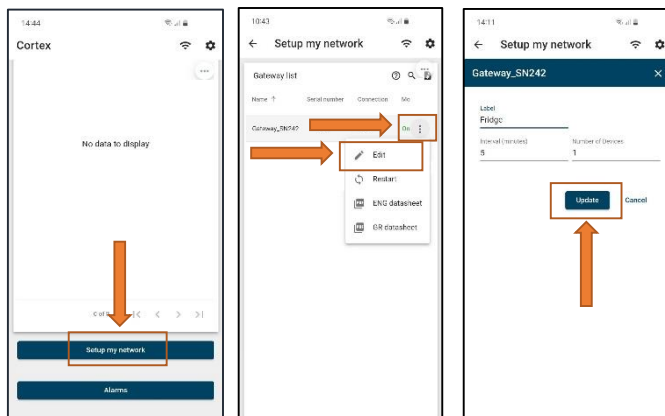 14:44
Cortex
No data to display
Setup my network
Alarms
10:43
Setup my network
Gateway list
Name ↑ Serial number Connection Mo
Gateway_SN242 On
Edit
Restart
ENG datasheet
GR datasheet
14:11
Setup my network
Gateway_SN242
Label
Fridge
Interval (minutes) Number of Devices
5 1
Update Cancel